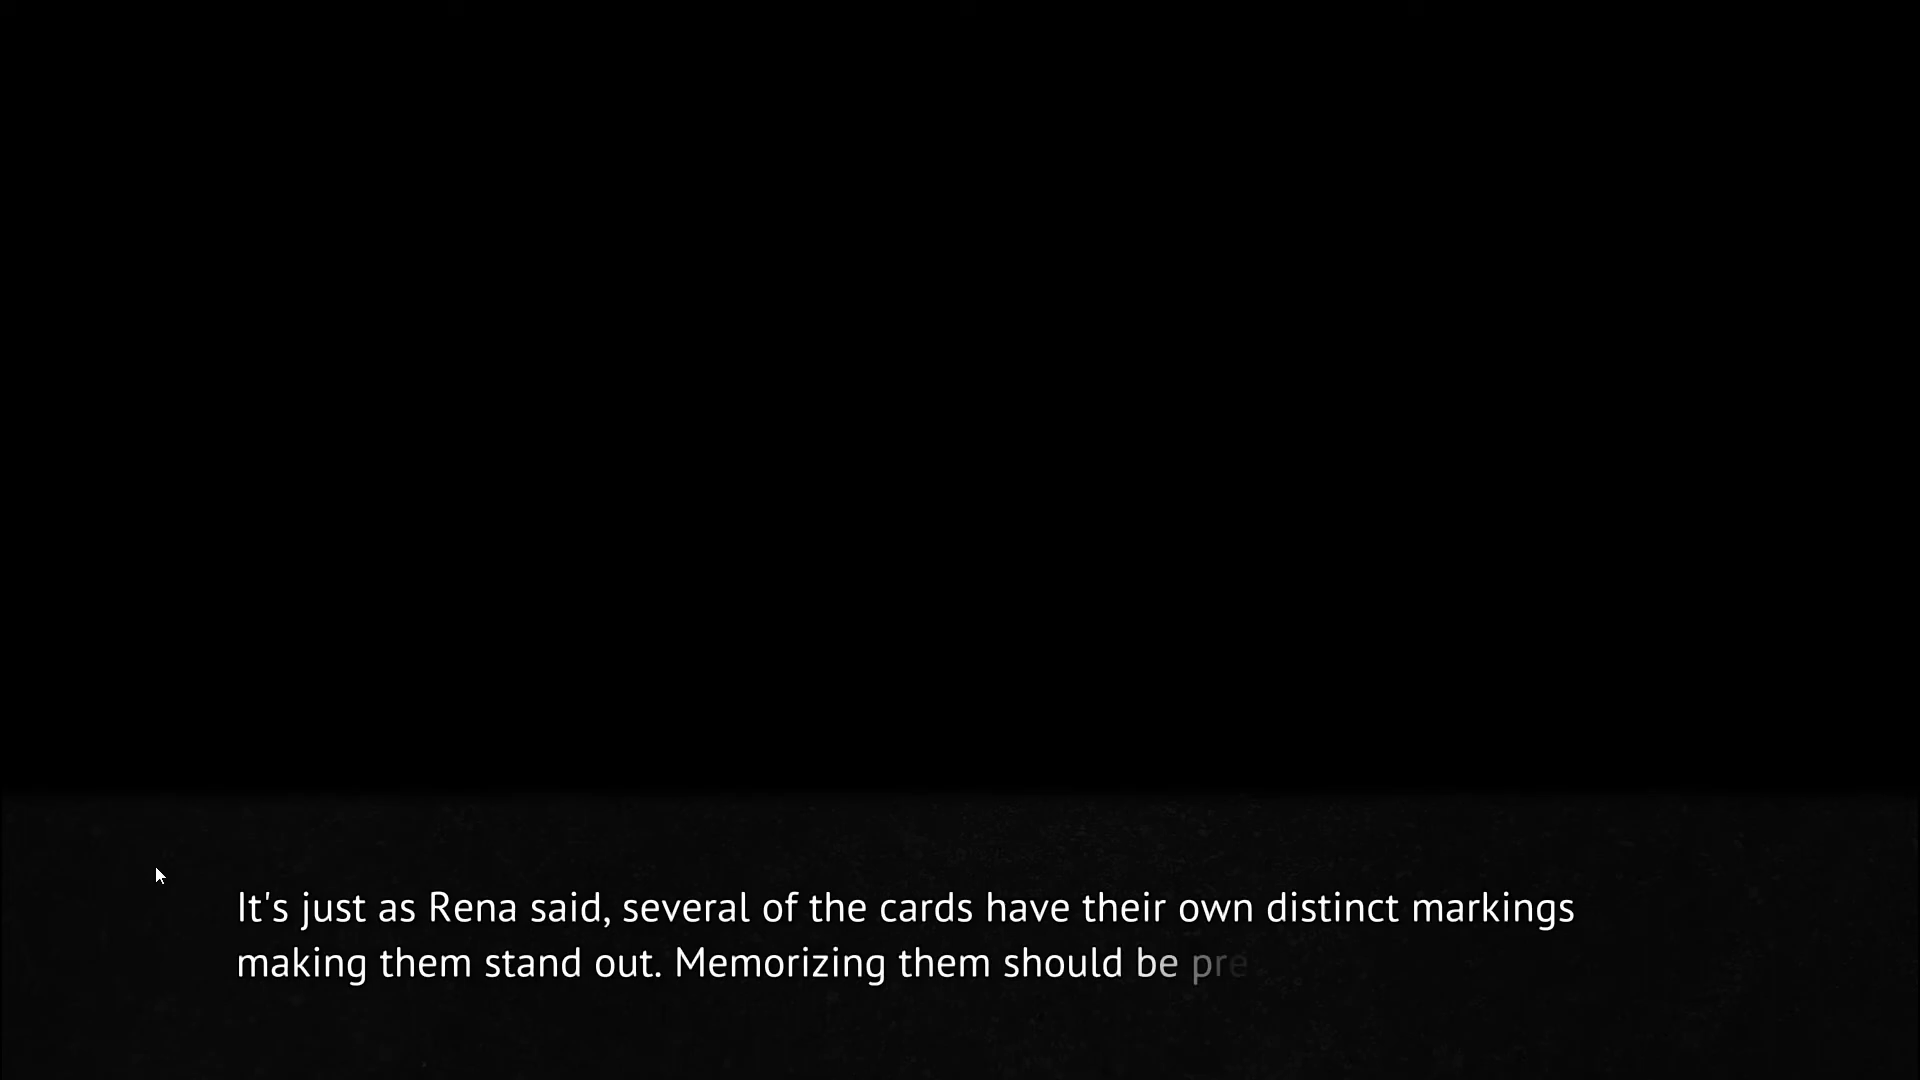 It's just as Rena said, several of the cards have their own distinct markings
making them stand out. Memorizing them should be pre